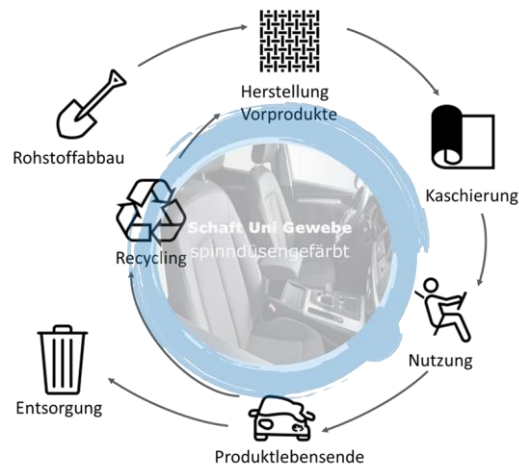 Herstellung
Vorprodukte
Rohstoffabbau
Kaschierung
Schaft Uni Gewebe
spinndüsengefärbt
Recycling
Nutzung
Entsorgung
Produktlebensende